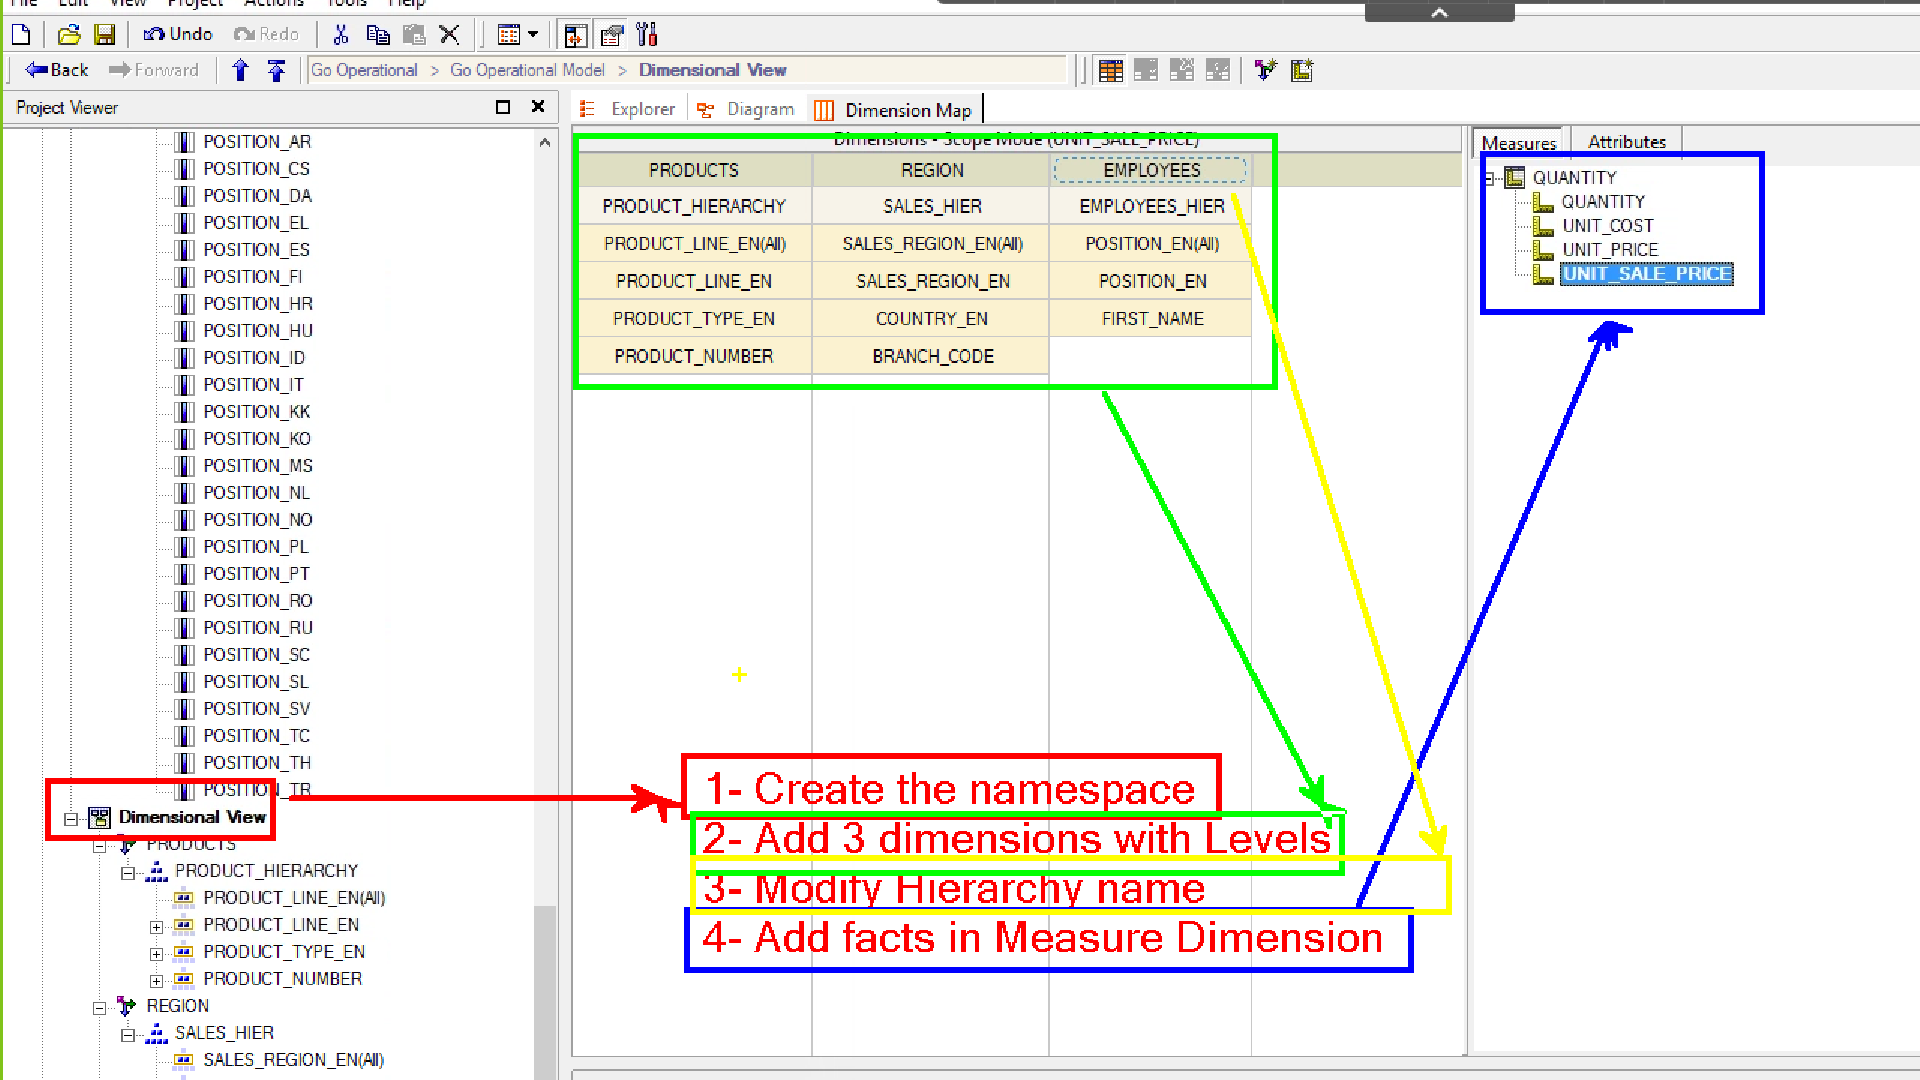 File Edit View Project Actions Tools Help
Undo Redo
Back Forward Go Operational > Go Operational Model > Dimensional View
Project Viewer
Explorer Diagram Dimension Map
POSITION_AR
POSITION_CS
POSITION_DA
POSITION_EL
POSITION_ES
POSITION_FI
POSITION_HR
POSITION_HU
POSITION_ID
POSITION_IT
POSITION_KK
POSITION_KO
POSITION_MS
POSITION_NL
POSITION_NO
POSITION_PL
POSITION_PT
POSITION_RO
POSITION_RU
POSITION_SC
POSITION_SL
POSITION_SV
POSITION_TC
POSITION_TH
POSITION_TR
Dimensional View
PRODUCTS
PRODUCT_HIERARCHY
PRODUCT_LINE_EN(All)
PRODUCT_LINE_EN
PRODUCT_TYPE_EN
PRODUCT_NUMBER
REGION
SALES_HIER
SALES_REGION_EN(All)
Dimensions - Scope Mode (UNIT_SALE_PRICE)
PRODUCTS REGION EMPLOYEES
PRODUCT_HIERARCHY SALES_HIER EMPLOYEES_HIER
PRODUCT_LINE_EN(All) SALES_REGION_EN(All) POSITION_EN(All)
PRODUCT_LINE_EN SALES_REGION_EN POSITION_EN
PRODUCT_TYPE_EN COUNTRY_EN FIRST_NAME
PRODUCT_NUMBER BRANCH_CODE
1- Create the namespace
2- Add 3 dimensions with Levels
3- Modify Hierarchy name
4- Add facts in Measure Dimension
Measures Attributes
QUANTITY
QUANTITY
UNIT_COST
UNIT_PRICE
UNIT_SALE_PRICE